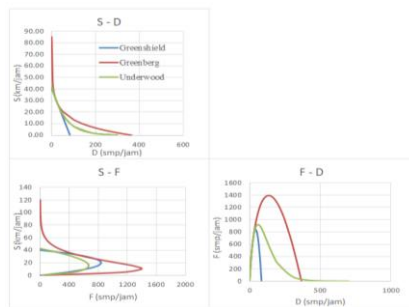 S - D
90.00
80.00
70.00
60.00
50.00
40.00
30.00
20.00
10.00
0.00
S(km/jam)
Greenshield
Greenberg
Underwood
0 200 400 600
D (smp/jam)
S - F
140
120
100
80
60
40
20
0
S(km/jam)
0 400 800 1200 1600 2000
F (smp/jam)
F - D
1600
1400
1200
1000
800
600
400
200
0
F (smp/jam)
0 500 1000
D (smp/jam)